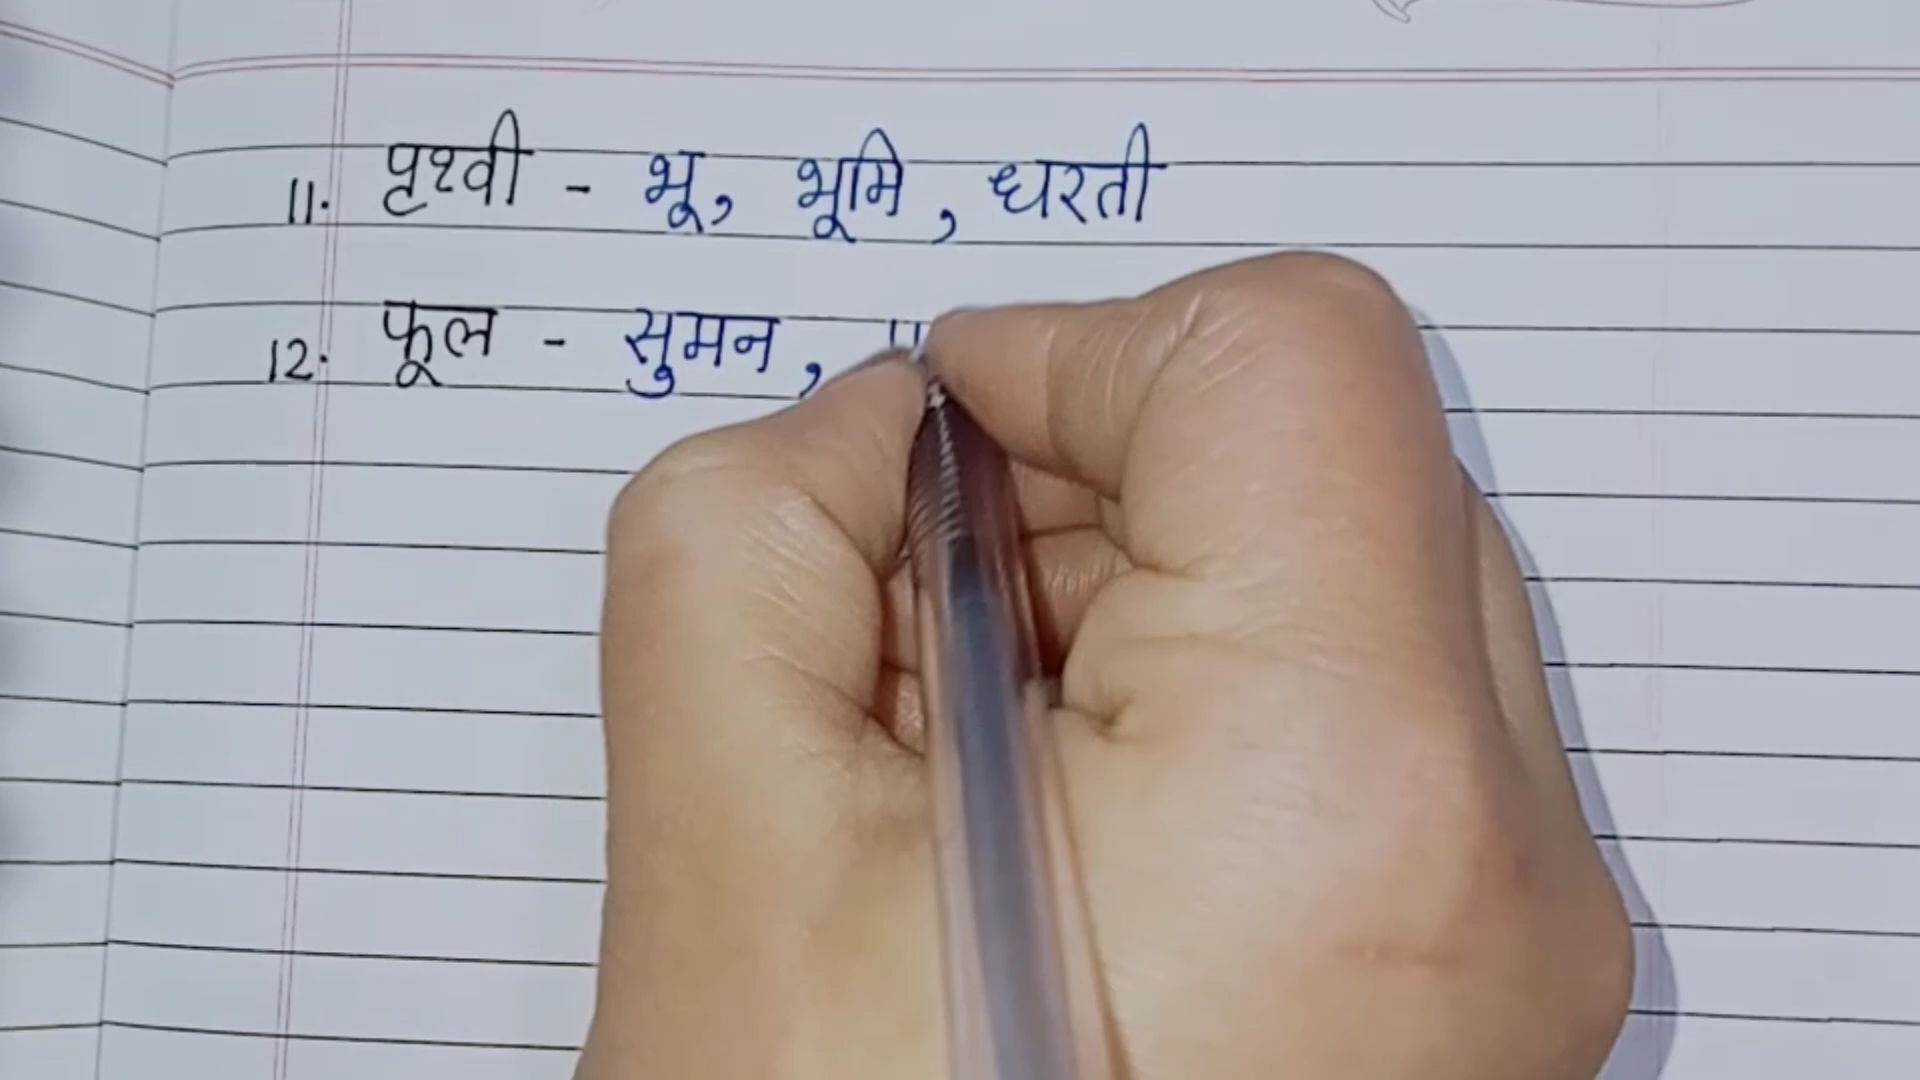 11. पृथ्वी - भू, भूमि, धरती
12. फूल - सुमन,